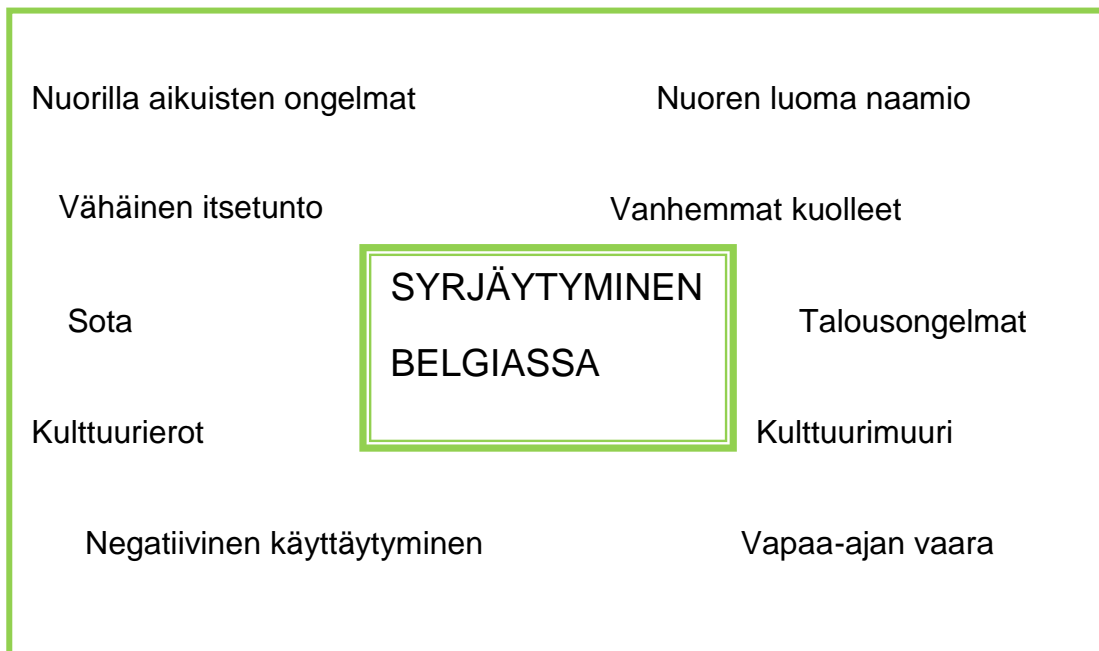 Nuorilla aikuisten ongelmat
Nuoren luoma naamio
Vähäinen itsetunto
Vanhemmat kuolleet
SYRJÄYTYMINEN
BELGIASSA
Sota
Talousongelmat
Kulttuurierot
Kulttuurimuuri
Negatiivinen käyttäytyminen
Vapaa-ajan vaara